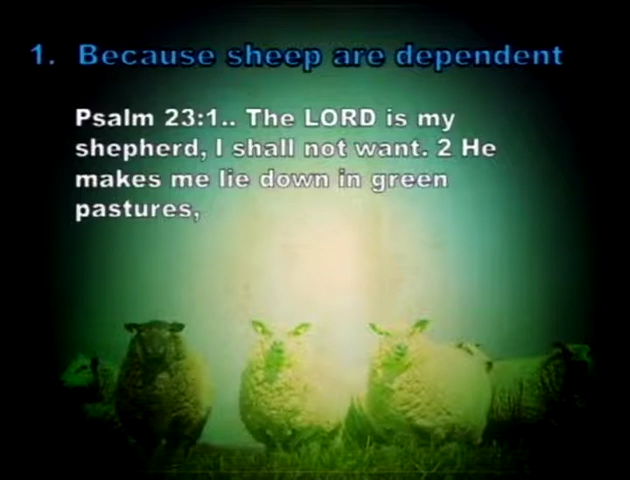 1. Because sheep are dependent
Psalm 23:1.. The LORD is my
shepherd, I shall not want. 2 He
makes me lie down in green
pastures,